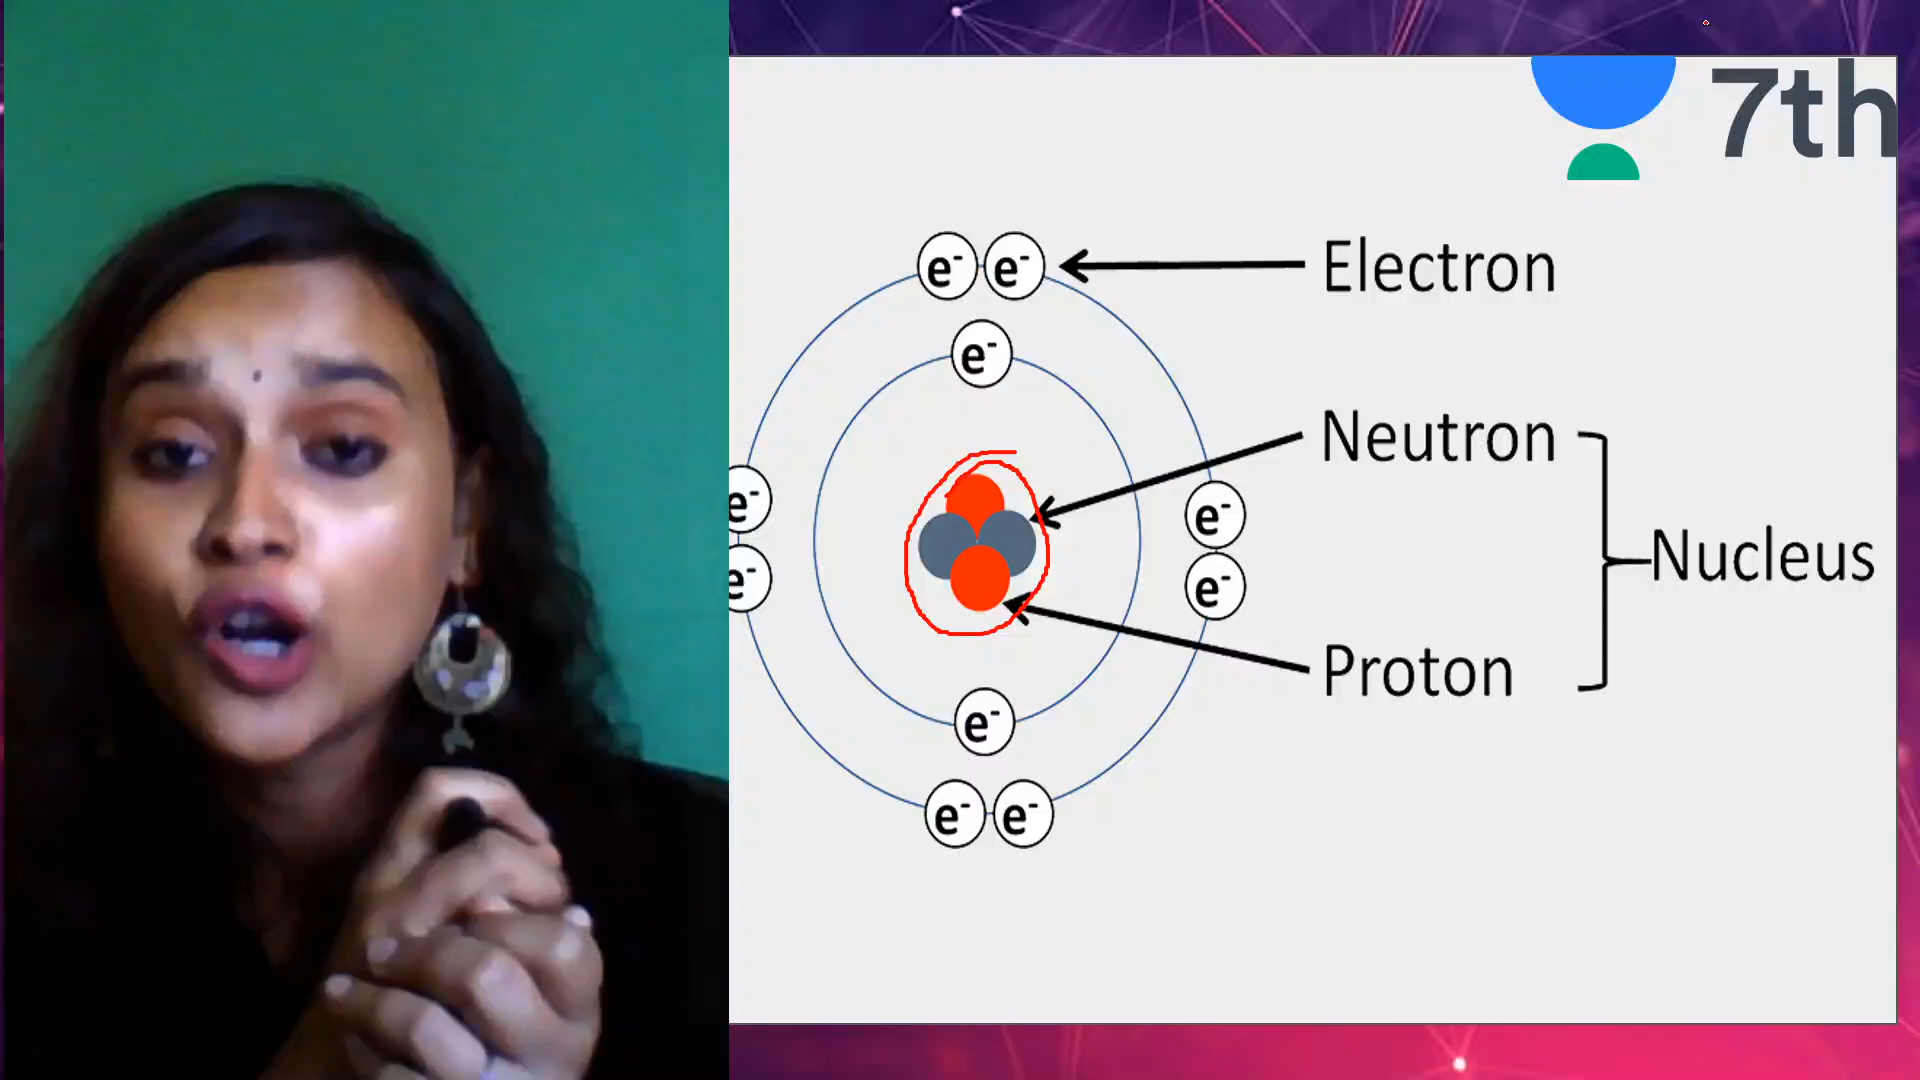 7th
e⁻ e⁻
Electron
e⁻
Neutron
e⁻
e⁻
Nucleus
e⁻
e⁻
Proton
e⁻
e⁻ e⁻